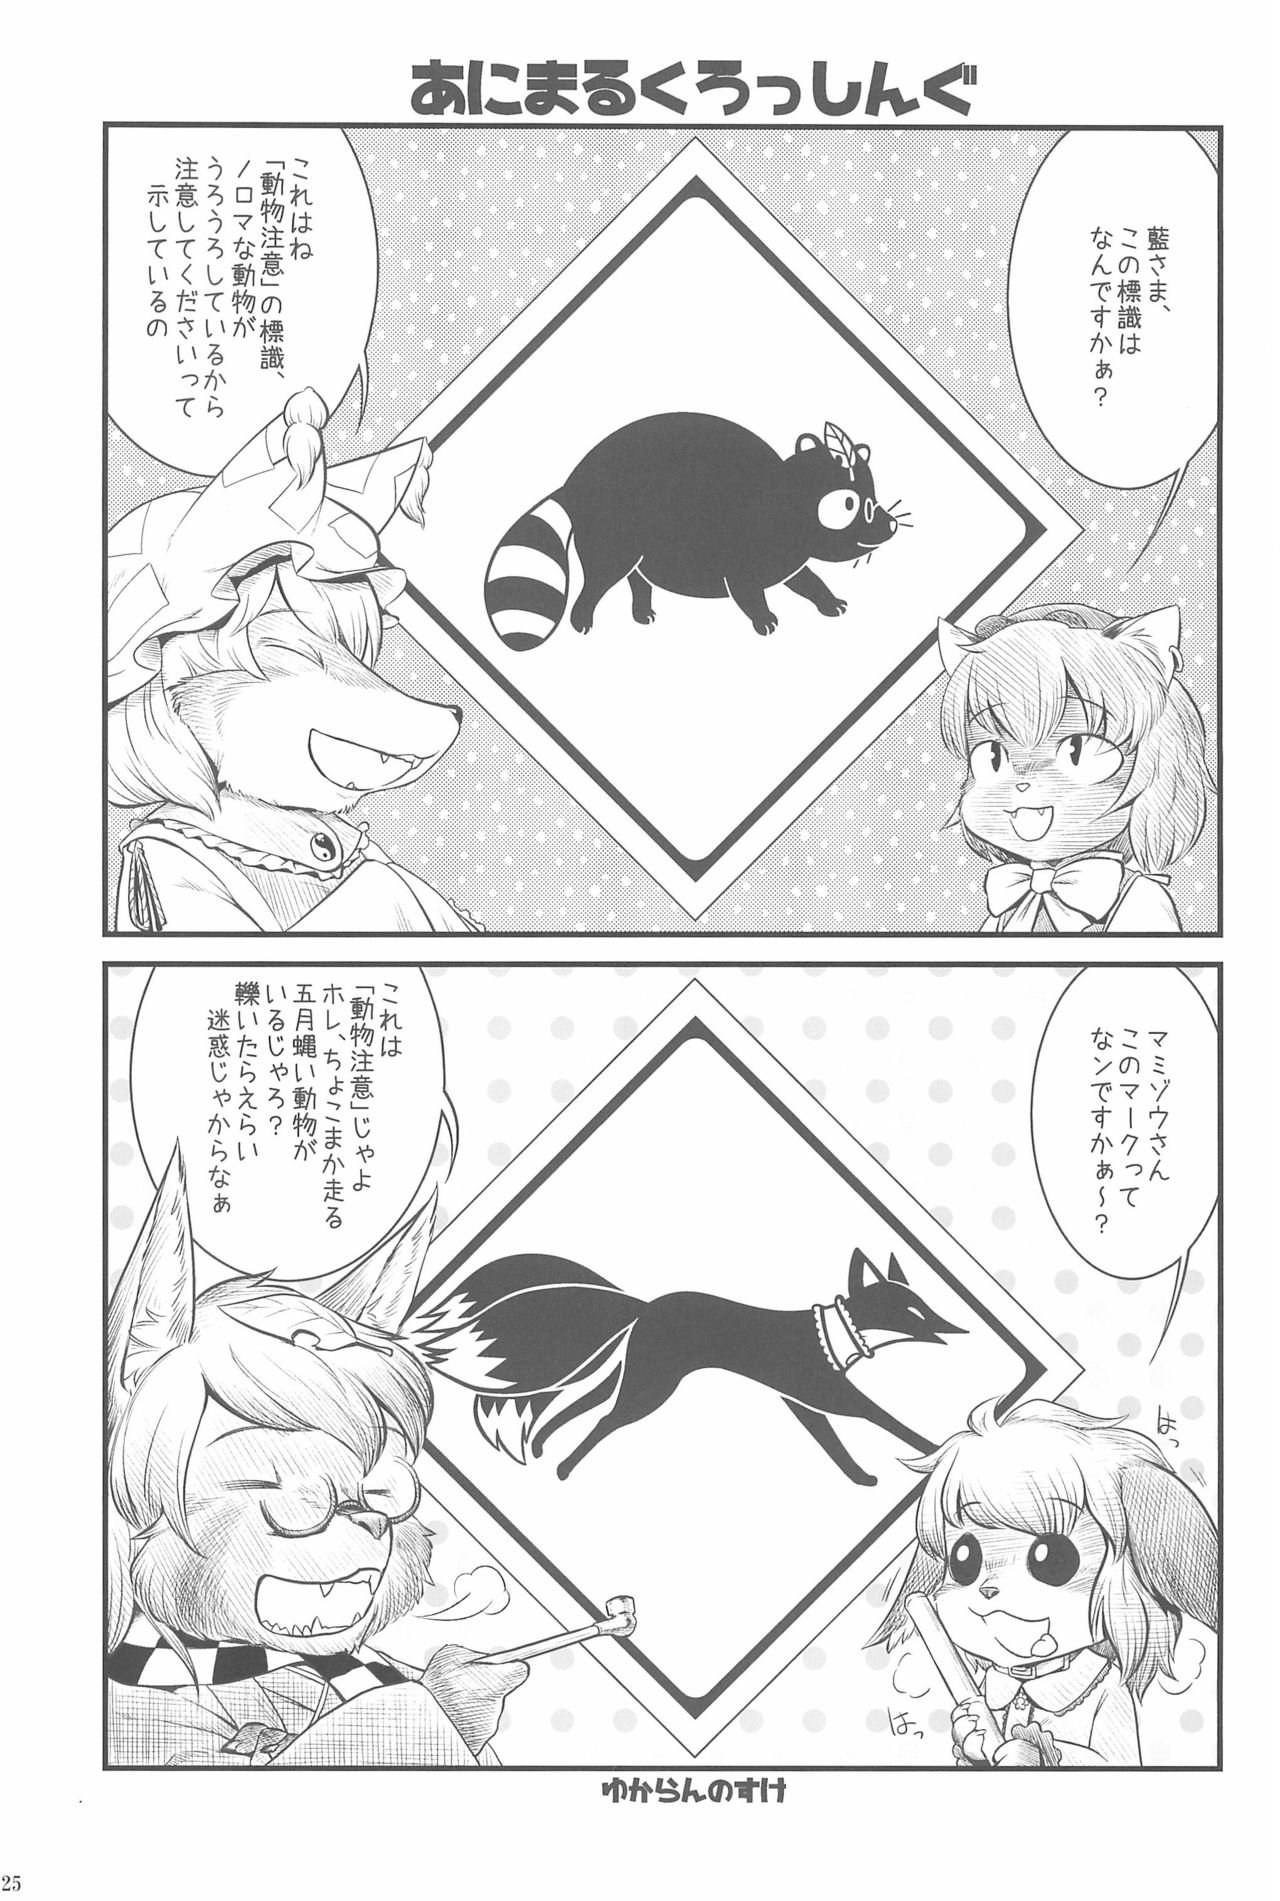 あにまるくろっしんぐ
藍さま、
この標識は
なんですかぁ？
これはね
「動物注意」の標識、
ノロマな動物が
うろうろしているから
注意してくださいって
示しているの
マミゾウさん
このマークって
なンですかぁ～？
これは
「動物注意」じゃよ
ホレ、ちょこまか走る
五月蝿い動物が
いるじゃろ？
轢いたらえらい
迷惑じゃからなぁ
はっ
はっ
ゆからんのすけ
25